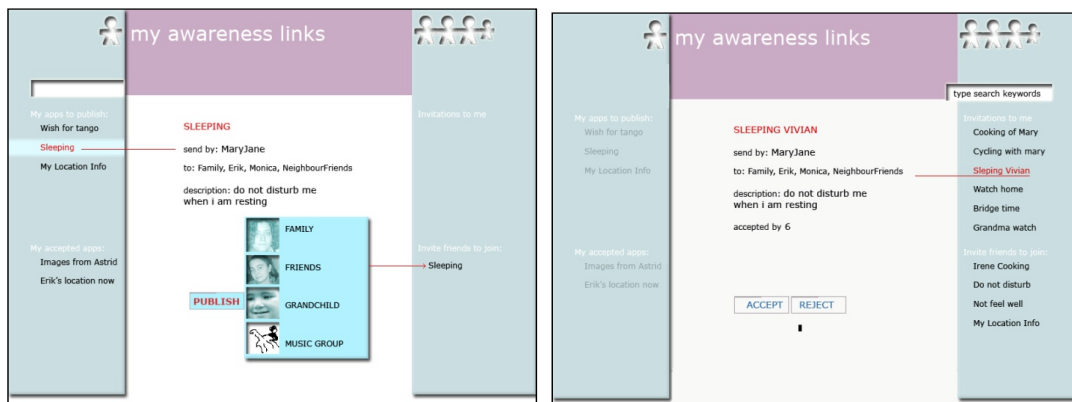 my awareness links
My apps to publish:
Wish for tango
Sleeping
My Location Info
My accepted apps:
Images from Astrid
Erik's location now
SLEEPING
send by: MaryJane
to: Family, Erik, Monica, NeighbourFriends
description: do not disturb me
when i am resting
PUBLISH
FAMILY
FRIENDS
GRANDCHILD
MUSIC GROUP
Invitations to me
Invite friends to join:
Sleeping
my awareness links
My apps to publish:
Wish for tango
Sleeping
My Location Info
My accepted apps:
Images from Astrid
Erik's location now
SLEEPING VIVIAN
send by: MaryJane
to: Family, Erik, Monica, NeighbourFriends
description: do not disturb me
when i am resting
accepted by 6
ACCEPT REJECT
type search keywords
Invitations to me
Cooking of Mary
Cycling with mary
Sleping Vivian
Watch home
Bridge time
Grandma watch
Invite friends to join:
Irene Cooking
Do not disturb
Not feel well
My Location Info